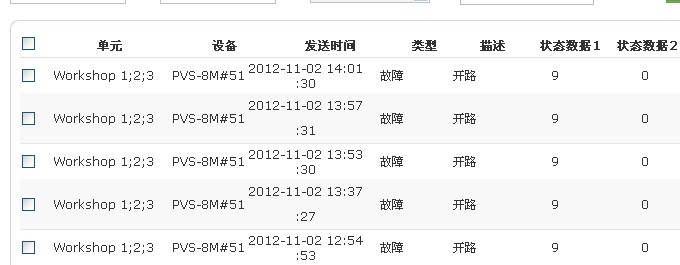 单元 设备 发送时间 类型 描述 状态数据1 状态数据2
Workshop 1;2;3 PVS-8M#51 2012-11-02 14:01:30 故障 开路 9 0
Workshop 1;2;3 PVS-8M#51 2012-11-02 13:57:31 故障 开路 9 0
Workshop 1;2;3 PVS-8M#51 2012-11-02 13:53:30 故障 开路 9 0
Workshop 1;2;3 PVS-8M#51 2012-11-02 13:37:27 故障 开路 9 0
Workshop 1;2;3 PVS-8M#51 2012-11-02 12:54:53 故障 开路 9 0